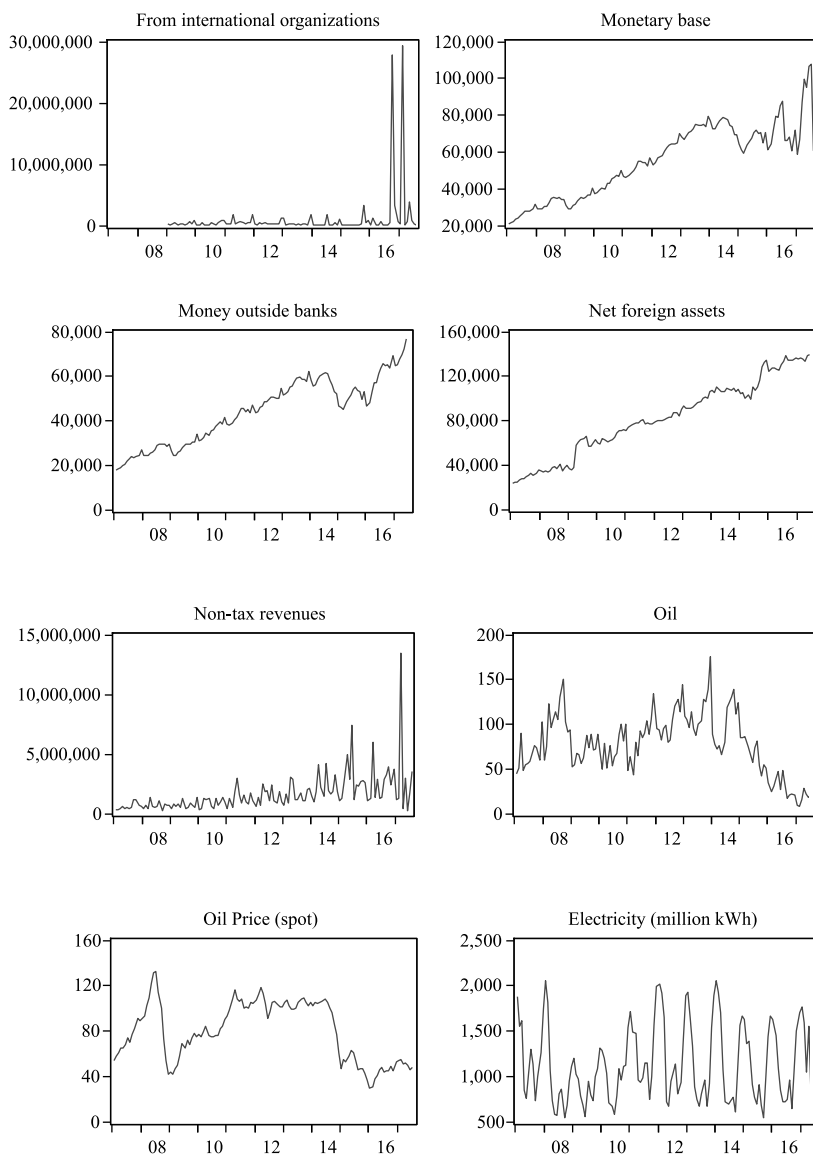 From international organizations
30,000,000
20,000,000
10,000,000
0
08 10 12 14 16
Monetary base
120,000
100,000
80,000
60,000
40,000
20,000
08 10 12 14 16
Money outside banks
80,000
60,000
40,000
20,000
0
08 10 12 14 16
Net foreign assets
160,000
120,000
80,000
40,000
0
08 10 12 14 16
Non-tax revenues
15,000,000
10,000,000
5,000,000
0
08 10 12 14 16
Oil
200
150
100
50
0
08 10 12 14 16
Oil Price (spot)
160
120
80
40
0
08 10 12 14 16
Electricity (million kWh)
2,500
2,000
1,500
1,000
500
08 10 12 14 16